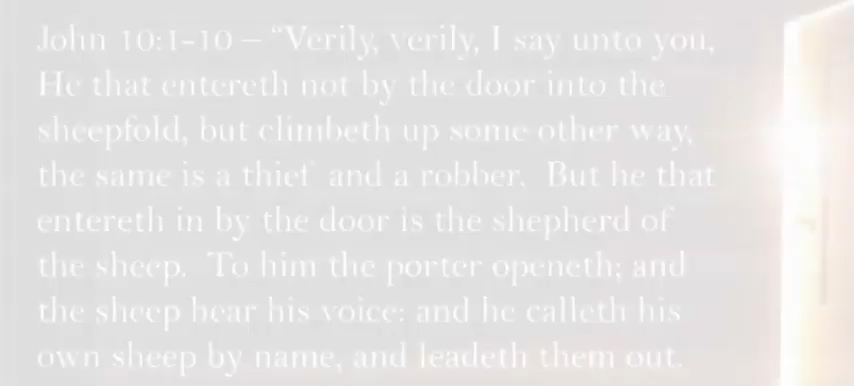 John 10:1-10 – “Verily, verily, I say unto you,
He that entereth not by the door into the
sheepfold, but climbeth up some other way,
the same is a thief and a robber.  But he that
entereth in by the door is the shepherd of
the sheep.  To him the porter openeth; and
the sheep hear his voice: and he calleth his
own sheep by name, and leadeth them out.